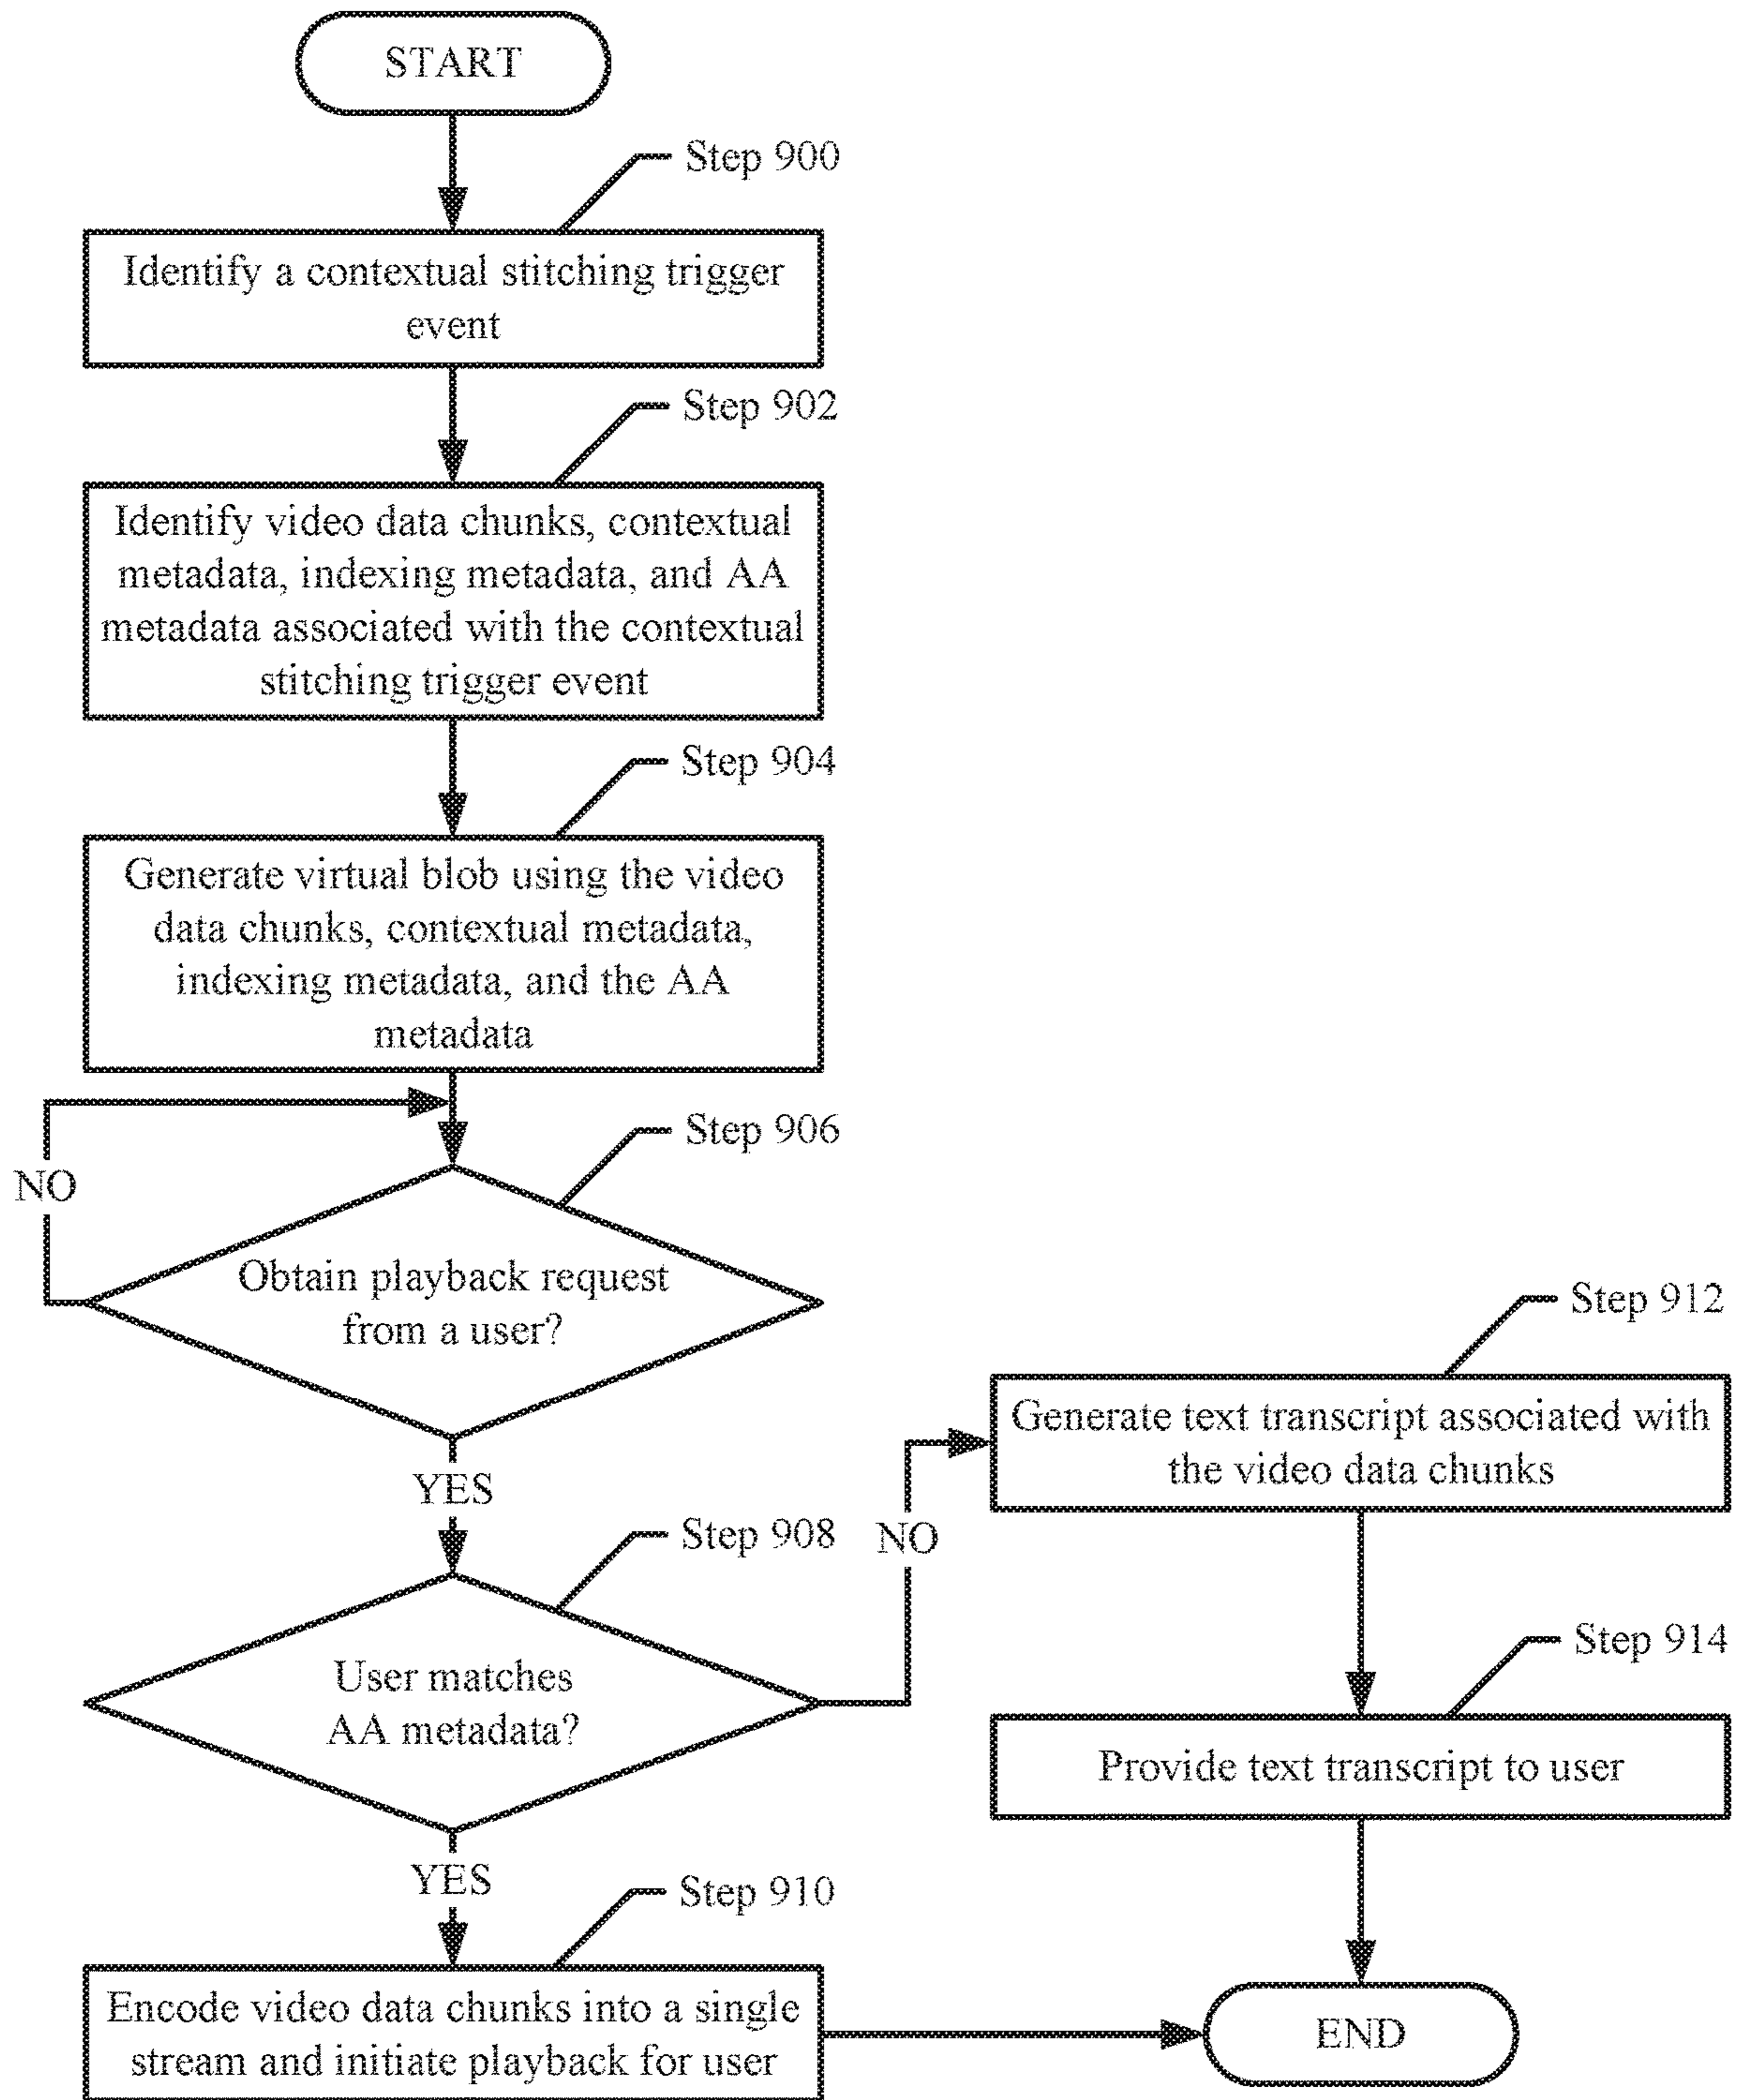 START
Step 900
Identify a contextual stitching trigger
event
Step 902
Identify video data chunks, contextual
metadata, indexing metadata, and AA
metadata associated with the contextual
stitching trigger event
Step 904
Generate virtual blob using the video
data chunks, contextual metadata,
indexing metadata, and the AA
metadata
Step 906
NO
Obtain playback request
from a user?
YES
Step 908
NO
User matches
AA metadata?
YES
Step 910
Encode video data chunks into a single
stream and initiate playback for user
Step 912
Generate text transcript associated with
the video data chunks
Step 914
Provide text transcript to user
END